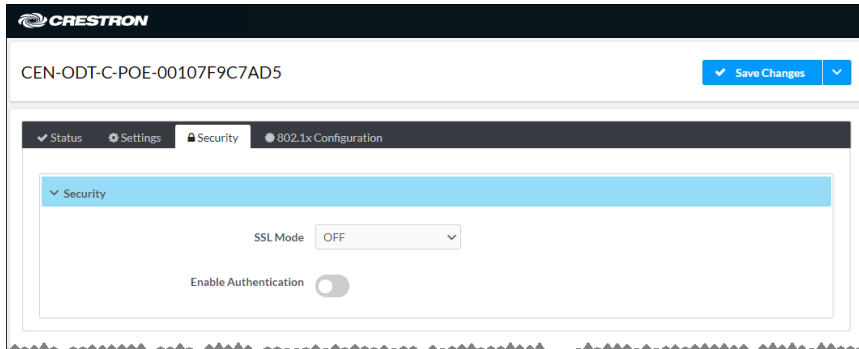 CRESTRON
CEN-ODT-C-POE-00107F9C7AD5
Save Changes
Status Settings Security 802.1x Configuration
Security
SSL Mode OFF
Enable Authentication